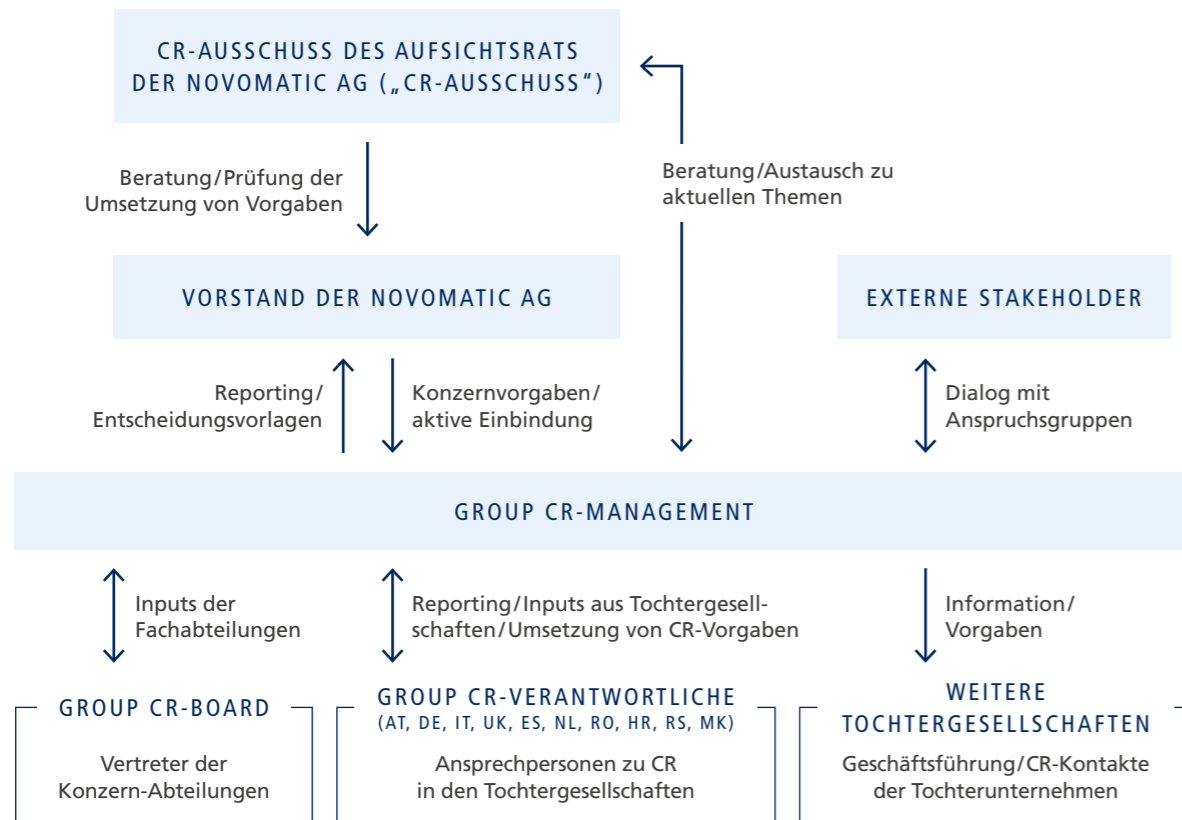 CR-AUSSCHUSS DES AUFSICHTSRATS
DER NOVOMATIC AG („CR-AUSSCHUSS“)
Beratung/Prüfung der
Umsetzung von Vorgaben
Beratung/Austausch zu
aktuellen Themen
VORSTAND DER NOVOMATIC AG
EXTERNE STAKEHOLDER
Reporting/
Entscheidungsvorlagen
Konzernvorgaben/
aktive Einbindung
Dialog mit
Anspruchsgruppen
GROUP CR-MANAGEMENT
Inputs der
Fachabteilungen
Reporting/Inputs aus Tochtergesell-
schaften/Umsetzung von CR-Vorgaben
Information/
Vorgaben
GROUP CR-BOARD
Vertreter der
Konzern-Abteilungen
GROUP CR-VERANTWORTLICHE
(AT, DE, IT, UK, ES, NL, RO, HR, RS, MK)
Ansprechpersonen zu CR
in den Tochtergesellschaften
WEITERE
TOCHTERGESELLSCHAFTEN
Geschäftsführung/CR-Kontakte
der Tochterunternehmen